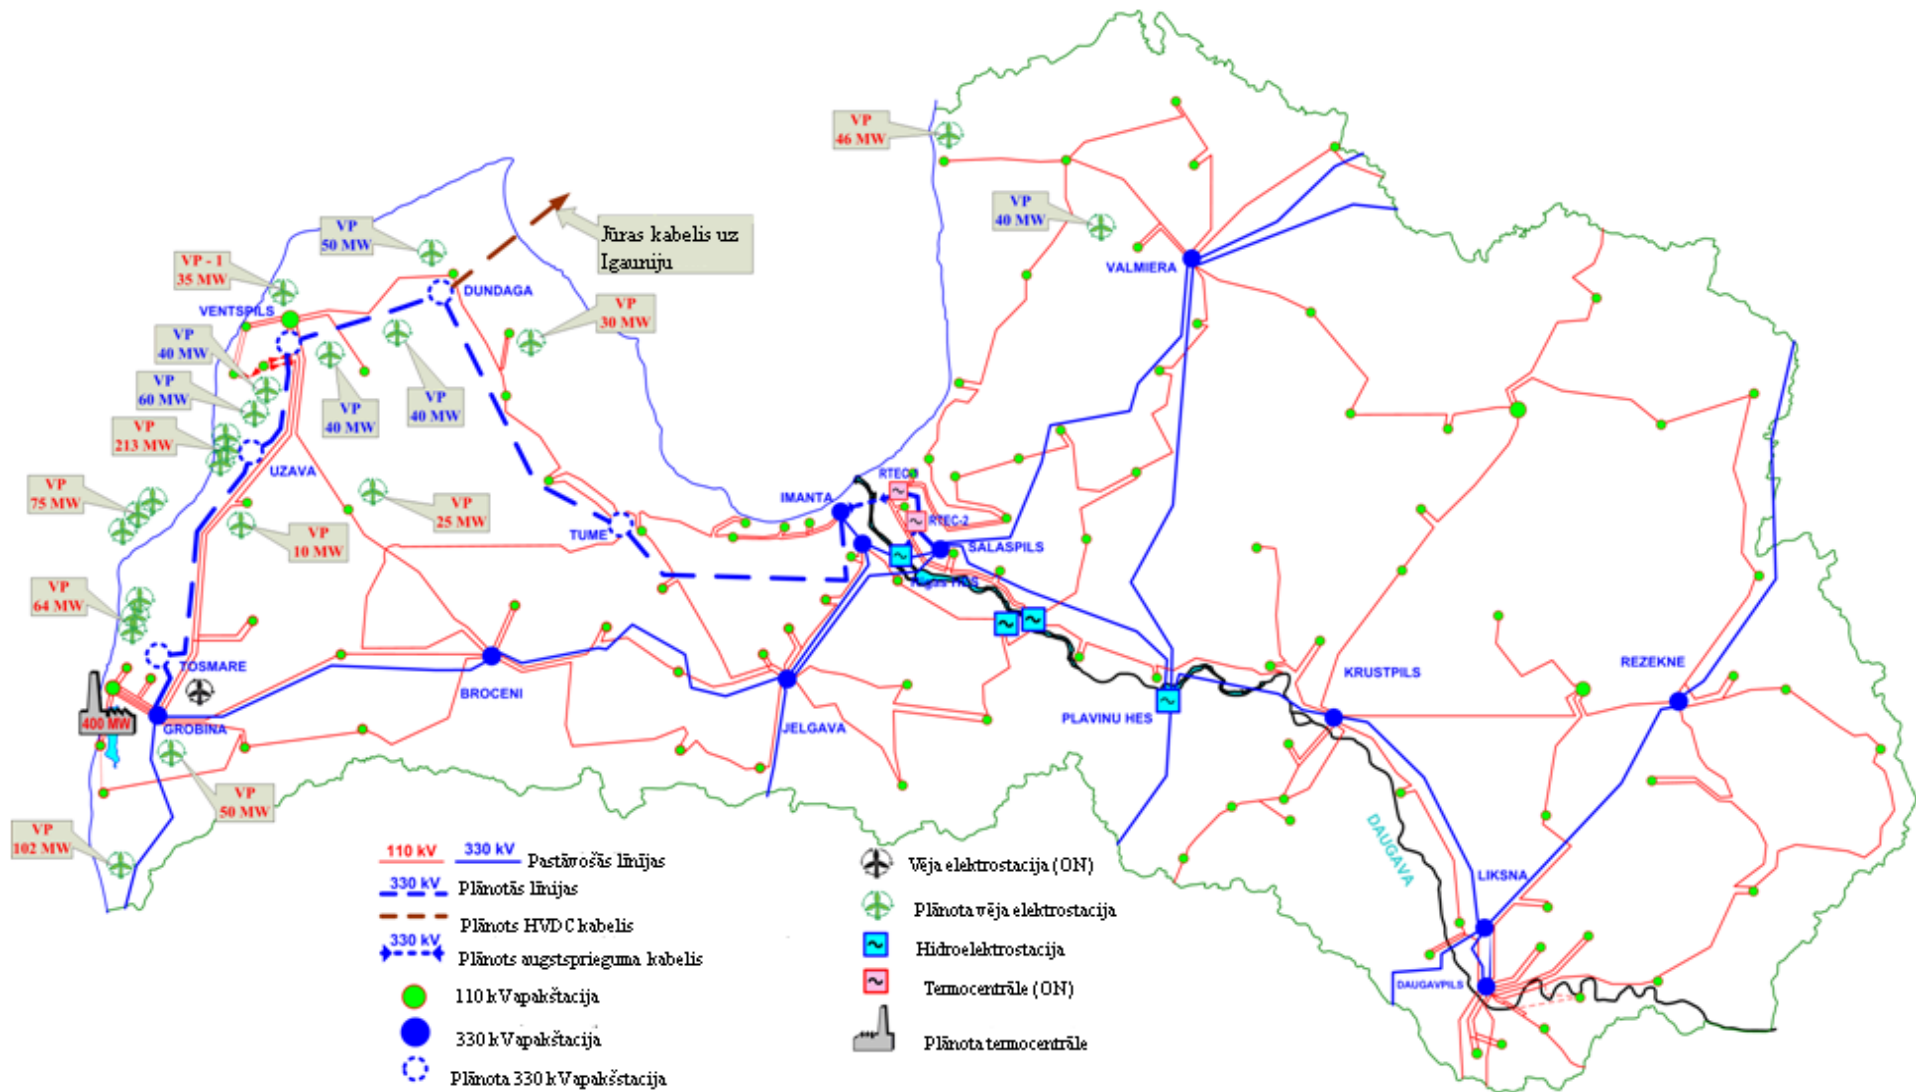 VP
46 MW
VP
50 MW
VP
40 MW
Jūras kabelis uz
Igauniju
VP - 1
35 MW
VALMIERA
DUNDAGA
VENTSPILS
VP
30 MW
VP
40 MW
VP
60 MW
VP
40 MW
VP
40 MW
VP
213 MW
UZAVA
VP
75 MW
VP
25 MW
IMANTA
RTEC-2
VP
10 MW
TUME
SALASPILS
VP
64 MW
TOSMARE
BROCENI
KRUSTPILS
REZEKNE
400 MW
GROBINA
JELGAVA
PLAVINU HES
VP
50 MW
VP
102 MW
DAUGAVA
LIKSNA
DAUGAVPILS
110 kV 330 kV Pastāvošās līnijas
330 kV Plānotās līnijas
Plānots HVDC kabelis
330 kV Plānots augstsprieguma kabelis
110 kV apakštacija
330 kV apakštacija
Plānota 330 kV apakšstacija
Vēja elektrostacija (ON)
Plānota vēja elektrostacija
Hidroelektrostacija
Termocentrāle (ON)
Plānota termocentrāle